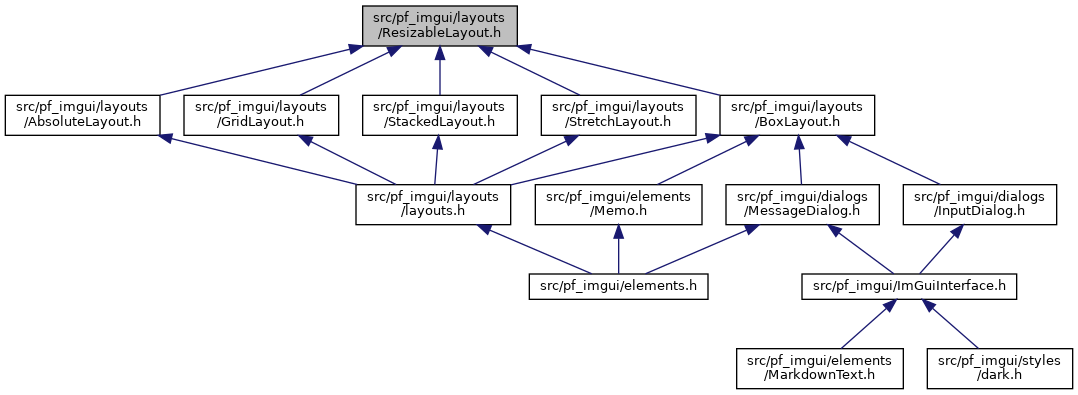 src/pf_imgui/layouts
/ResizableLayout.h
src/pf_imgui/layouts
/AbsoluteLayout.h
src/pf_imgui/layouts
/GridLayout.h
src/pf_imgui/layouts
/StackedLayout.h
src/pf_imgui/layouts
/StretchLayout.h
src/pf_imgui/layouts
/BoxLayout.h
src/pf_imgui/layouts
/layouts.h
src/pf_imgui/elements
/Memo.h
src/pf_imgui/dialogs
/MessageDialog.h
src/pf_imgui/dialogs
/InputDialog.h
src/pf_imgui/elements.h
src/pf_imgui/ImGuiInterface.h
src/pf_imgui/elements
/MarkdownText.h
src/pf_imgui/styles
/dark.h